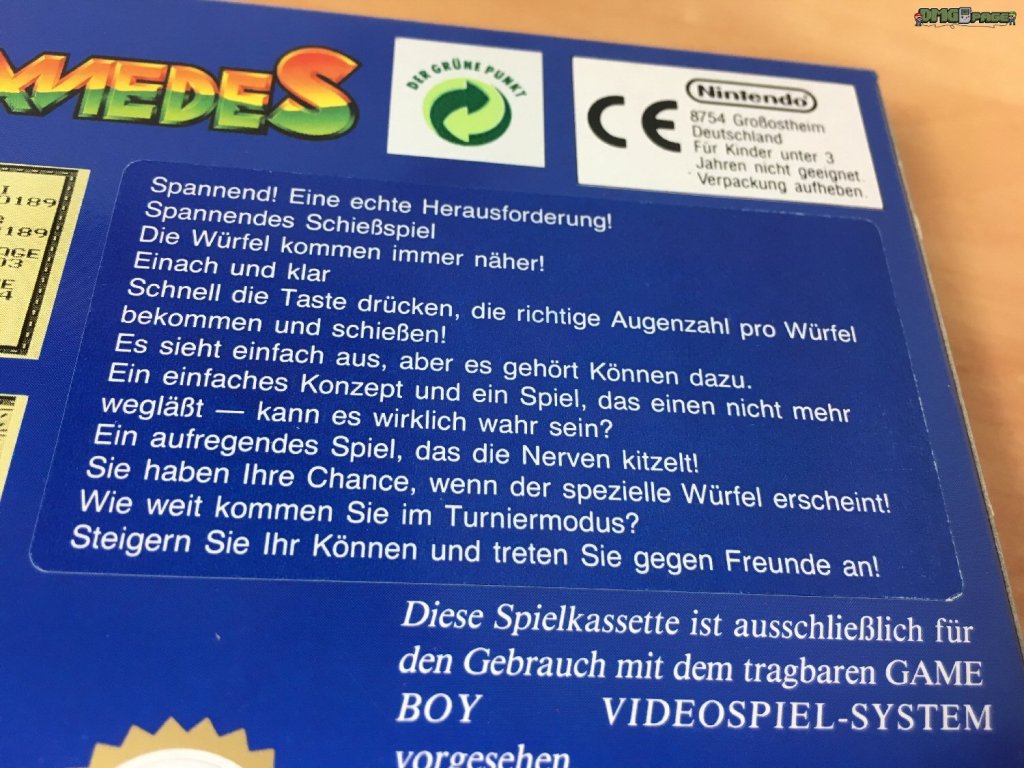 DMG PAGE
MEDES
DER GRÜNE PUNKT
CE
Nintendo
8754 Großostheim
Deutschland
Für Kinder unter 3
Jahren nicht geeignet.
Verpackung aufheben.
0189
189
Spannend! Eine echte Herausforderung!
Spannendes Schießspiel
Die Würfel kommen immer näher!
Einach und klar
Schnell die Taste drücken, die richtige Augenzahl pro Würfel
bekommen und schießen!
Es sieht einfach aus, aber es gehört Können dazu.
Ein einfaches Konzept und ein Spiel, das einen nicht mehr
wegläßt — kann es wirklich wahr sein?
Ein aufregendes Spiel, das die Nerven kitzelt!
Sie haben Ihre Chance, wenn der spezielle Würfel erscheint!
Wie weit kommen Sie im Turniermodus?
Steigern Sie Ihr Können und treten Sie gegen Freunde an!
Diese Spielkassette ist ausschließlich für
den Gebrauch mit dem tragbaren GAME
BOY VIDEOSPIEL-SYSTEM
vorgesehen